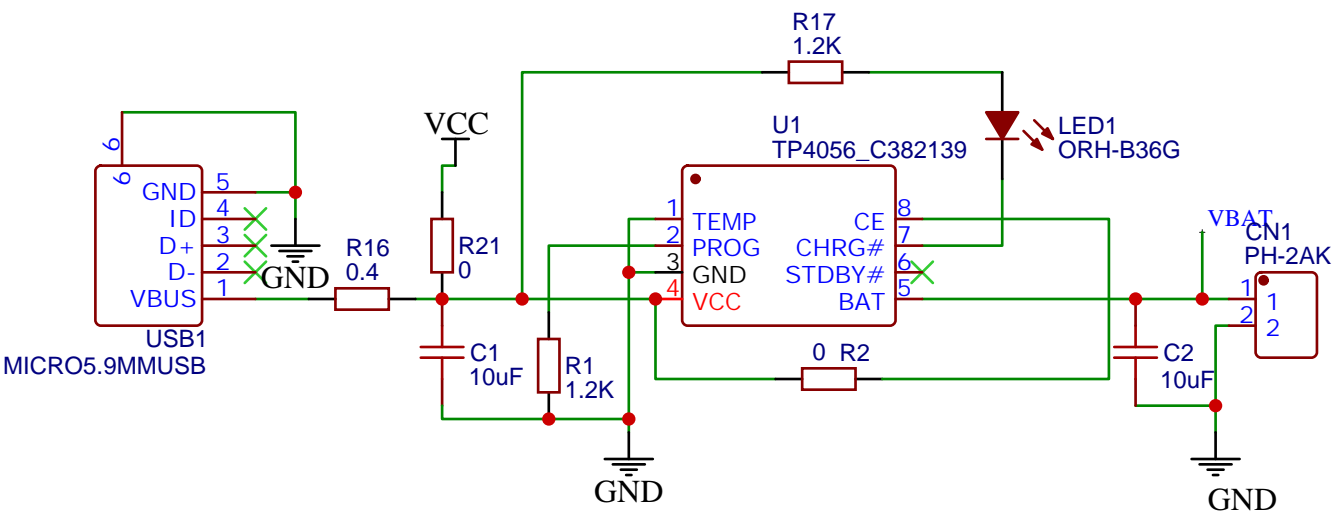 R17
1.2K
VCC
U1
TP4056_C382139
LED1
ORH-B36G
6
6
GND 5
ID 4
D+ 3
D- 2
VBUS 1
USB1
MICRO5.9MMUSB
GND
R16
0.4
R21
0
1 TEMP
2 PROG
3 GND
4 VCC
CE 8
CHRG# 7
STDBY# 6
BAT 5
VBAT
CN1
PH-2AK
1 1
2 2
C1
10uF
R1
1.2K
0 R2
C2
10uF
GND
GND